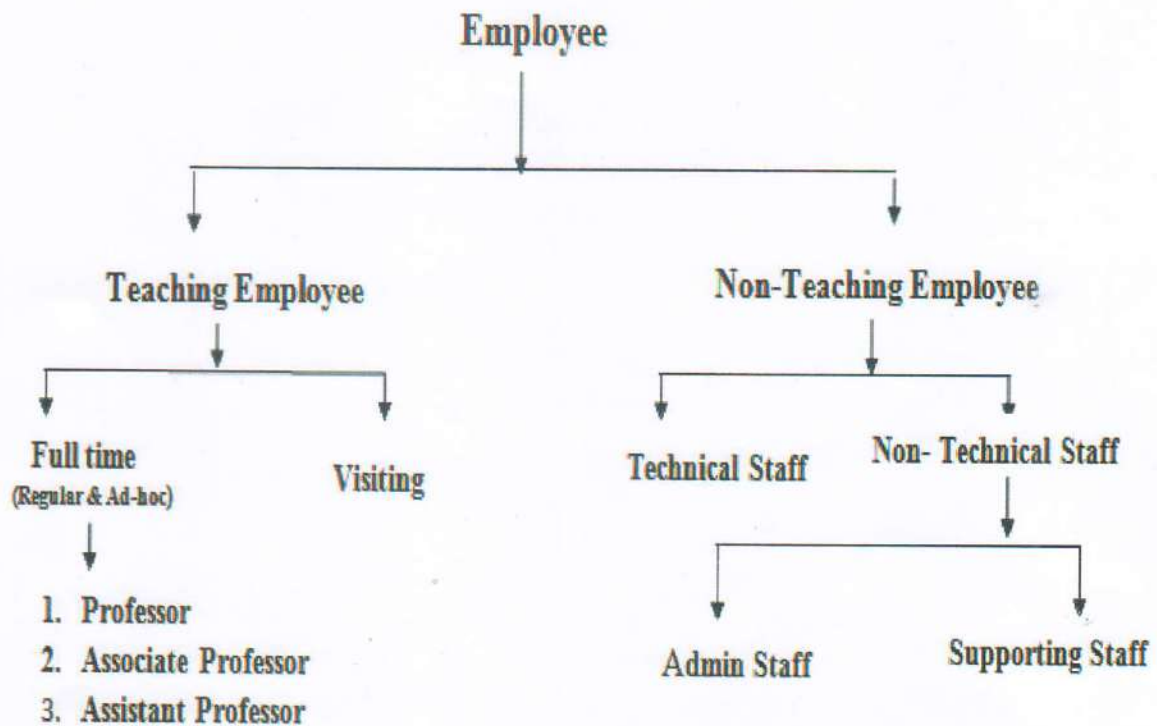 Employee
Teaching Employee
Non-Teaching Employee
Full time
(Regular & Ad-hoc)
Visiting
Technical Staff
Non- Technical Staff
1. Professor
2. Associate Professor
3. Assistant Professor
Admin Staff
Supporting Staff